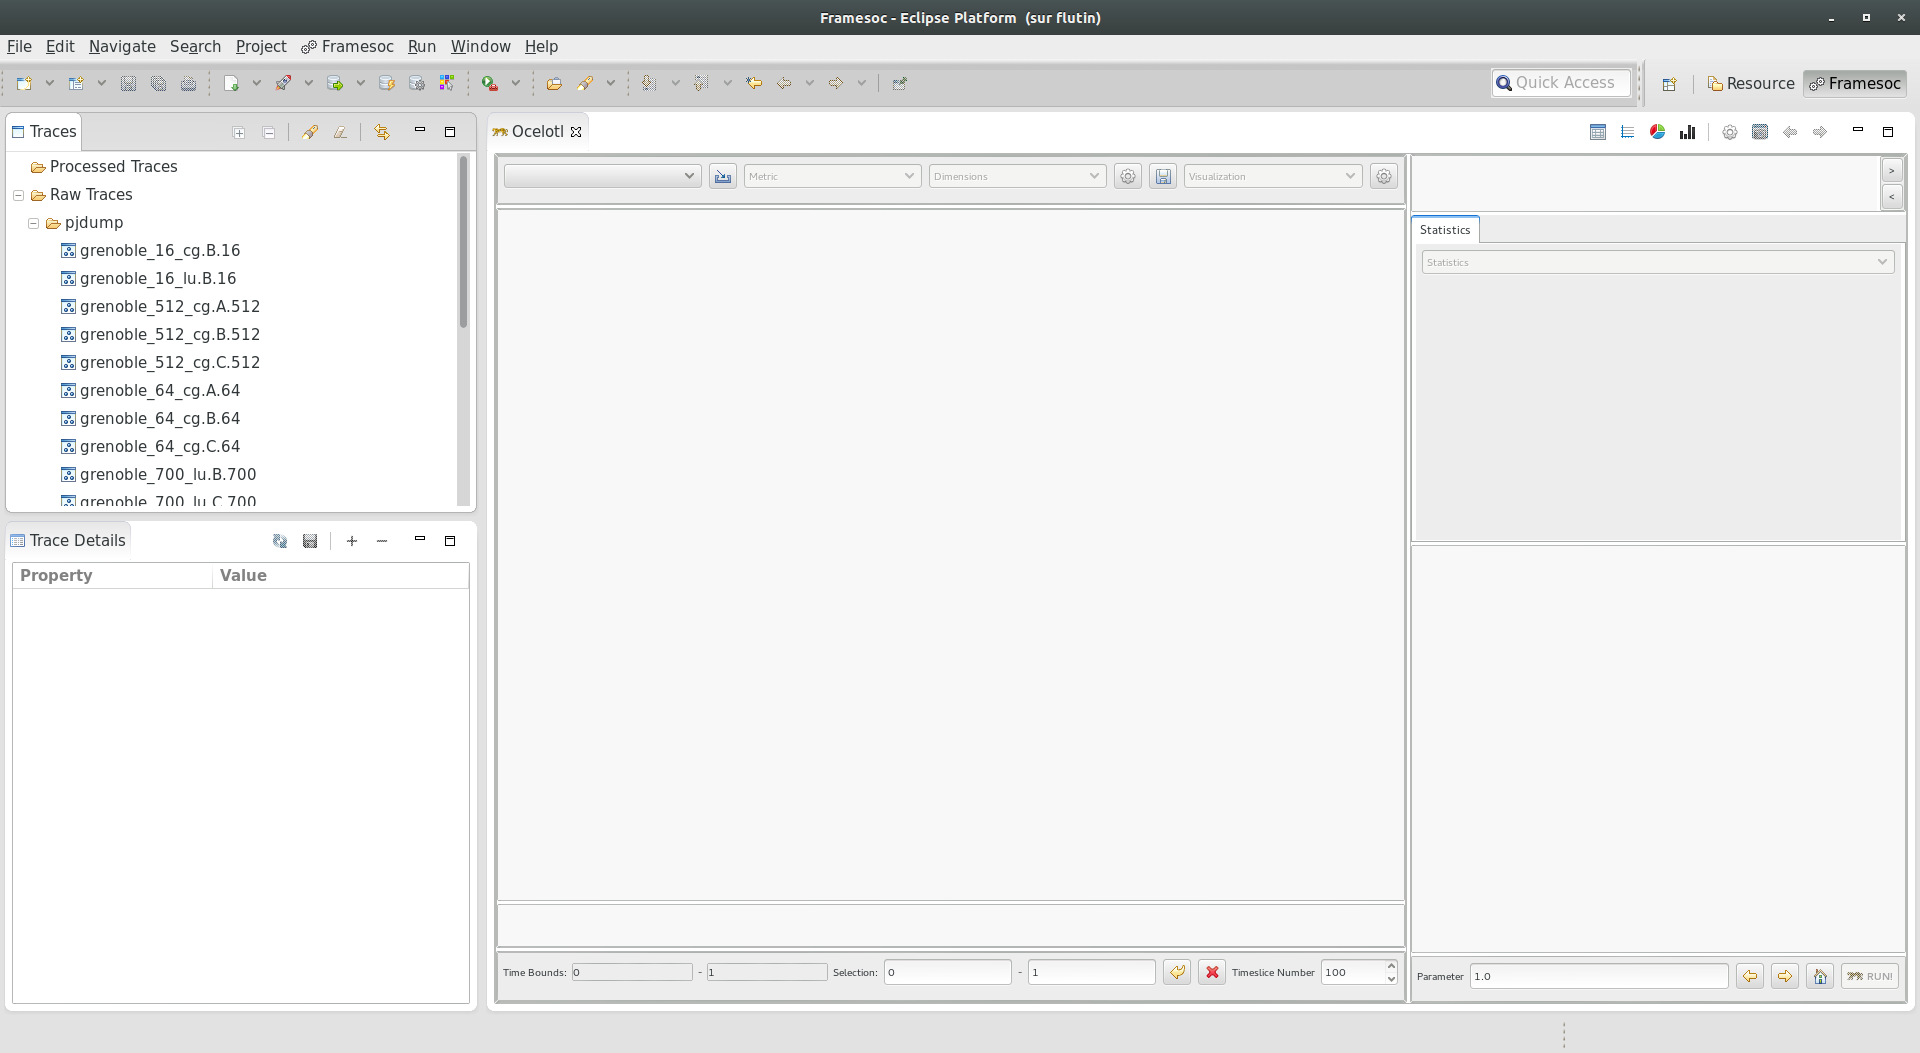 Framesoc - Eclipse Platform (sur flutin)
File Edit Navigate Search Project Framesoc Run Window Help
Quick Access
Resource
Framesoc
Traces
Processed Traces
Raw Traces
pjdump
grenoble_16_cg.B.16
grenoble_16_lu.B.16
grenoble_512_cg.A.512
grenoble_512_cg.B.512
grenoble_512_cg.C.512
grenoble_64_cg.A.64
grenoble_64_cg.B.64
grenoble_64_cg.C.64
grenoble_700_lu.B.700
grenoble_700_lu.C.700
Trace Details
Property Value
Ocelotl
Metric
Dimensions
Visualization
>
<
Statistics
Statistics
Time Bounds: 0 - 1 Selection: 0 - 1 Timeslice Number 100
Parameter 1.0 RUN!